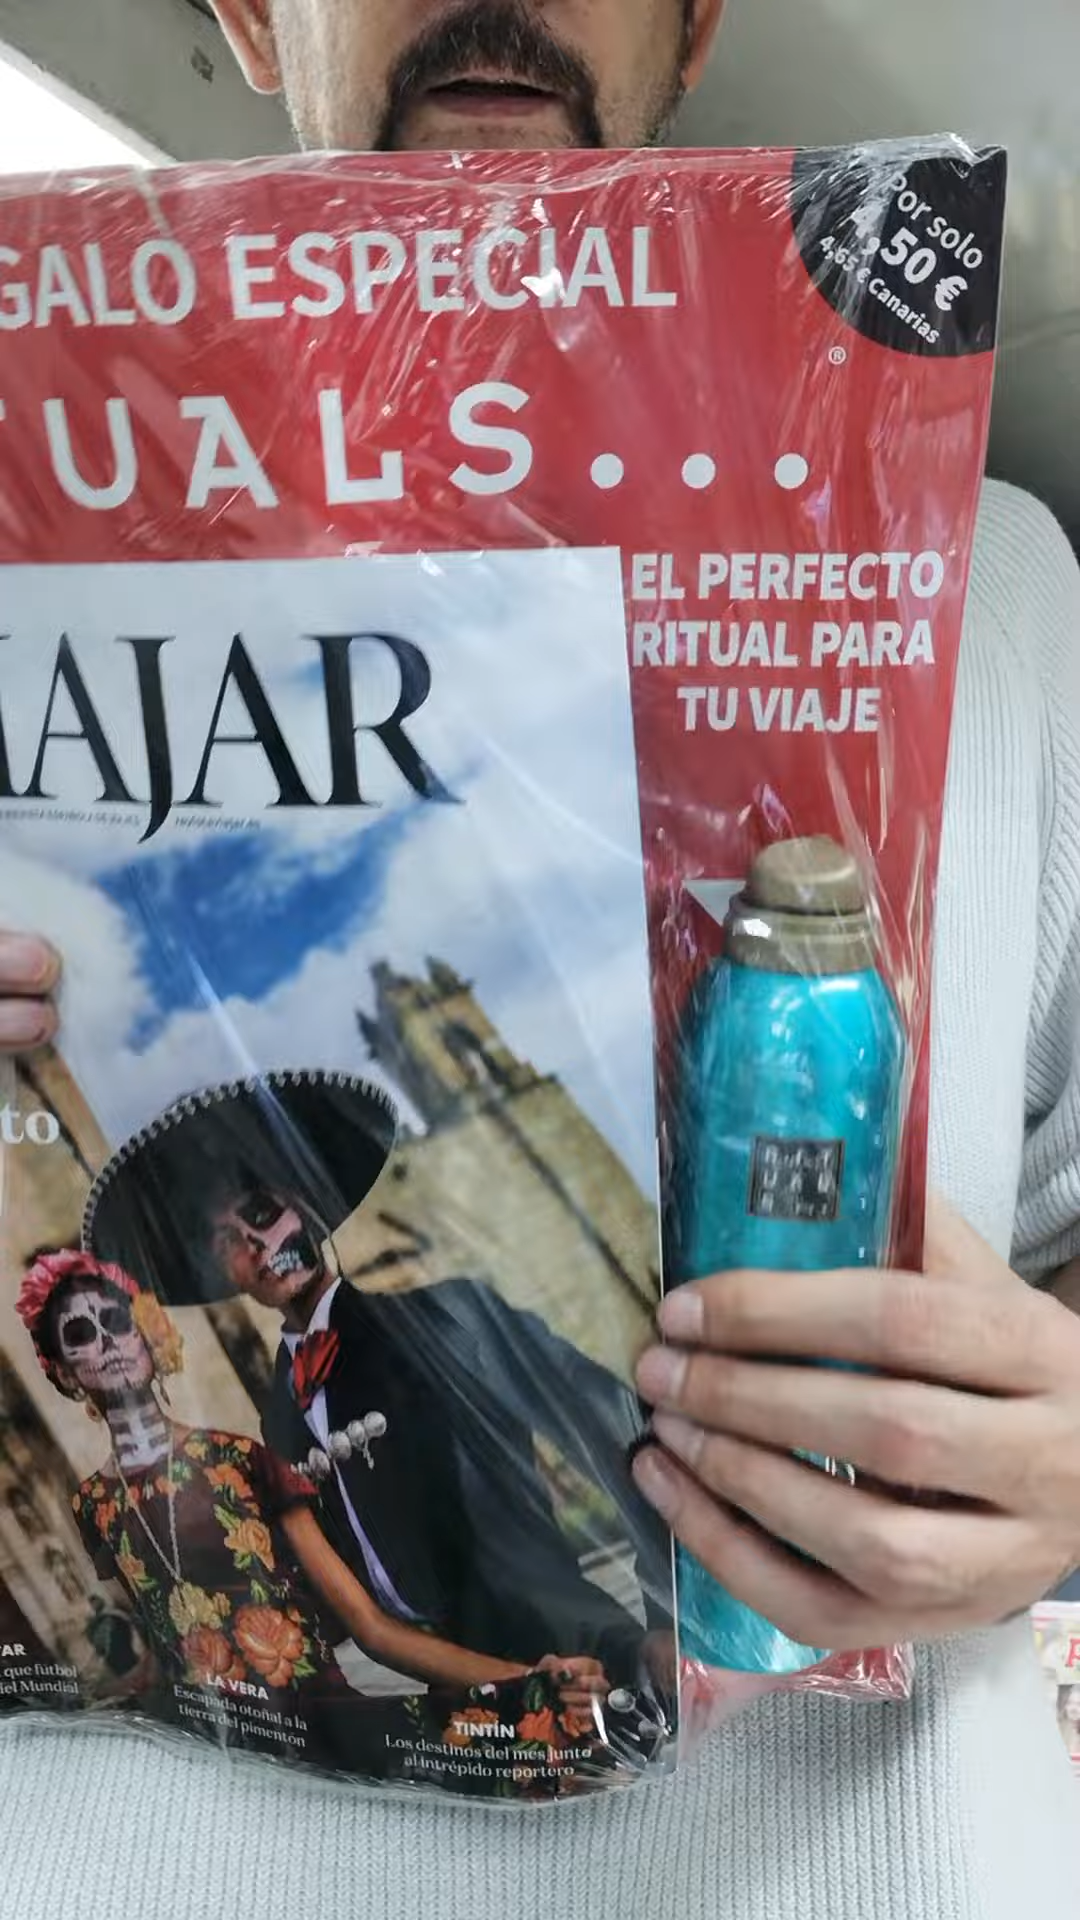 GALO ESPECIAL
Por solo
4,50 €
4,65 € Canarias
®
UALS...
EL PERFECTO
RITUAL PARA
TU VIAJE
IAJAR
to
AR
que fútbol
del Mundial
LA VERA
Escapada otoñal a la
tierra del pimentón
TINTÍN
Los destinos del mes junto
al intrépido reportero